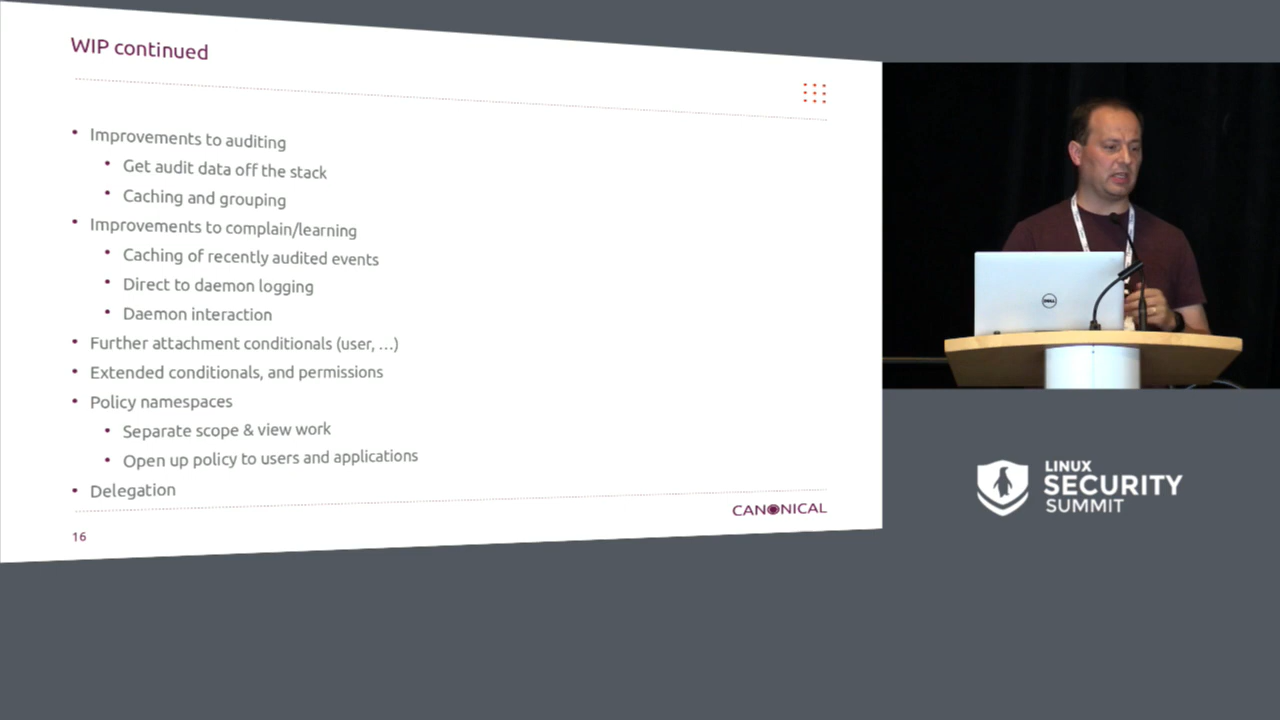 WIP continued
• Improvements to auditing
• Get audit data off the stack
• Caching and grouping
• Improvements to complain/learning
• Caching of recently audited events
• Direct to daemon logging
• Daemon interaction
• Further attachment conditionals (user, …)
• Extended conditionals, and permissions
• Policy namespaces
• Separate scope & view work
• Open up policy to users and applications
• Delegation
CANONICAL
16
DELL
LINUX
SECURITY
SUMMIT